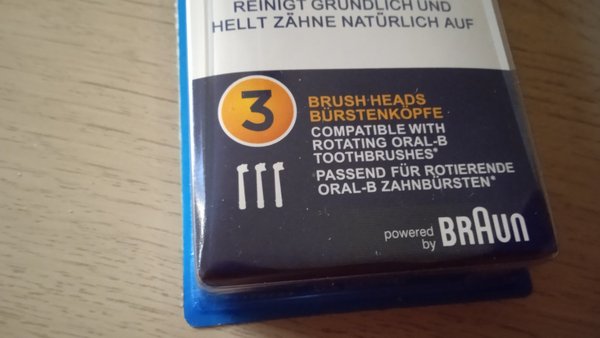 REINIGT GRÜNDLICH UND
HELLT ZÄHNE NATÜRLICH AUF
3
BRUSH HEADS
BÜRSTENKÖPFE
COMPATIBLE WITH
ROTATING ORAL-B
TOOTHBRUSHES*
PASSEND FÜR ROTIERENDE
ORAL-B ZAHNBÜRSTEN*
powered
by
BRAUN